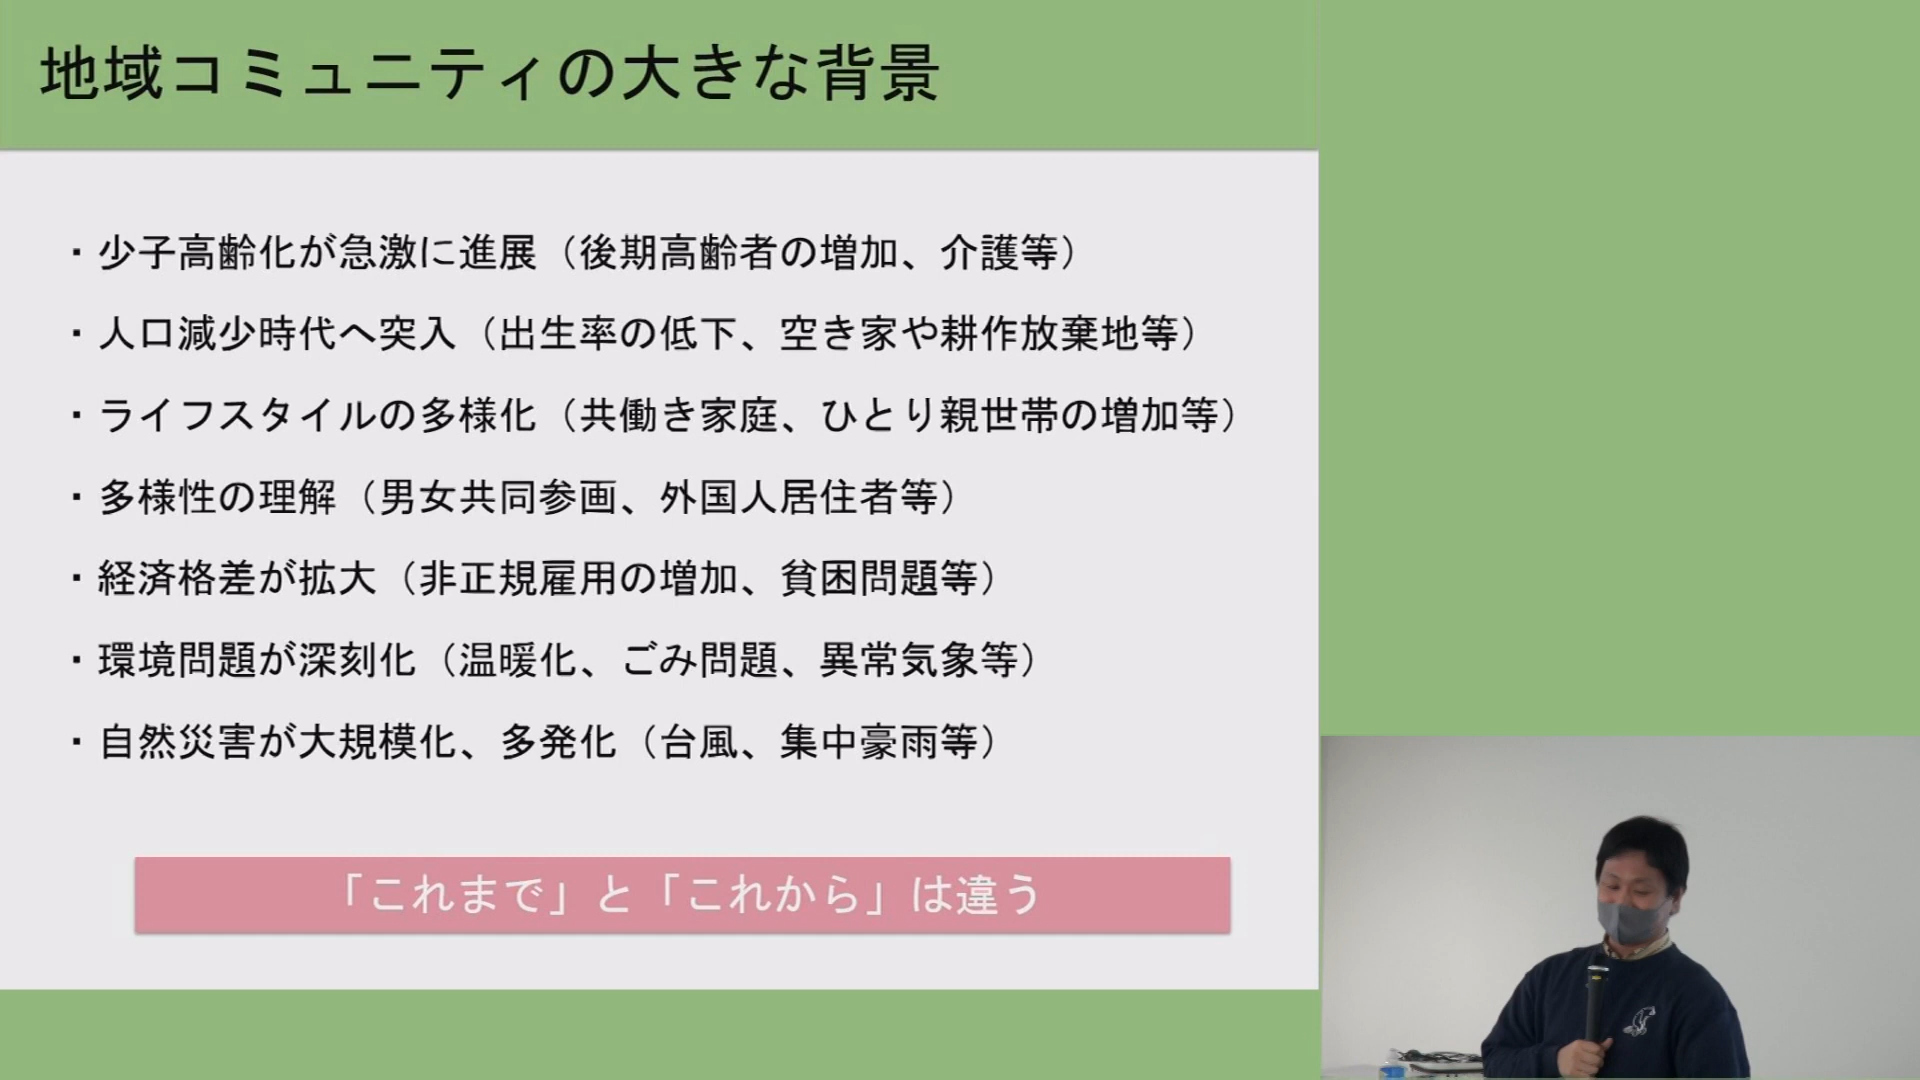 地域コミュニティの大きな背景
・少子高齢化が急激に進展（後期高齢者の増加、介護等）
・人口減少時代へ突入（出生率の低下、空き家や耕作放棄地等）
・ライフスタイルの多様化（共働き家庭、ひとり親世帯の増加等）
・多様性の理解（男女共同参画、外国人居住者等）
・経済格差が拡大（非正規雇用の増加、貧困問題等）
・環境問題が深刻化（温暖化、ごみ問題、異常気象等）
・自然災害が大規模化、多発化（台風、集中豪雨等）
「これまで」と「これから」は違う